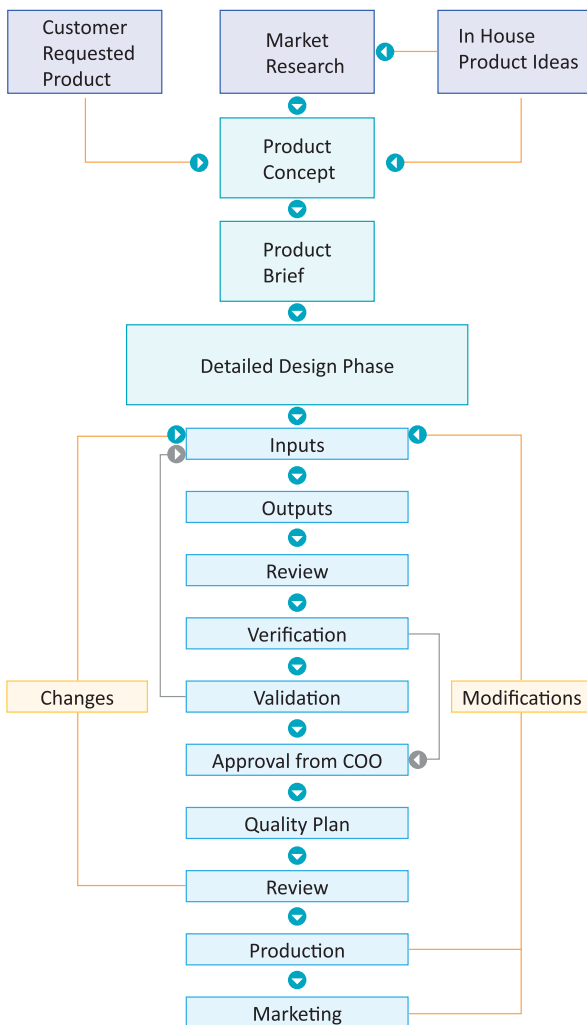 Customer
Requested
Product
Market
Research
In House
Product Ideas
Product
Concept
Product
Brief
Detailed Design Phase
Inputs
Outputs
Review
Verification
Changes
Validation
Modifications
Approval from COO
Quality Plan
Review
Production
Marketing